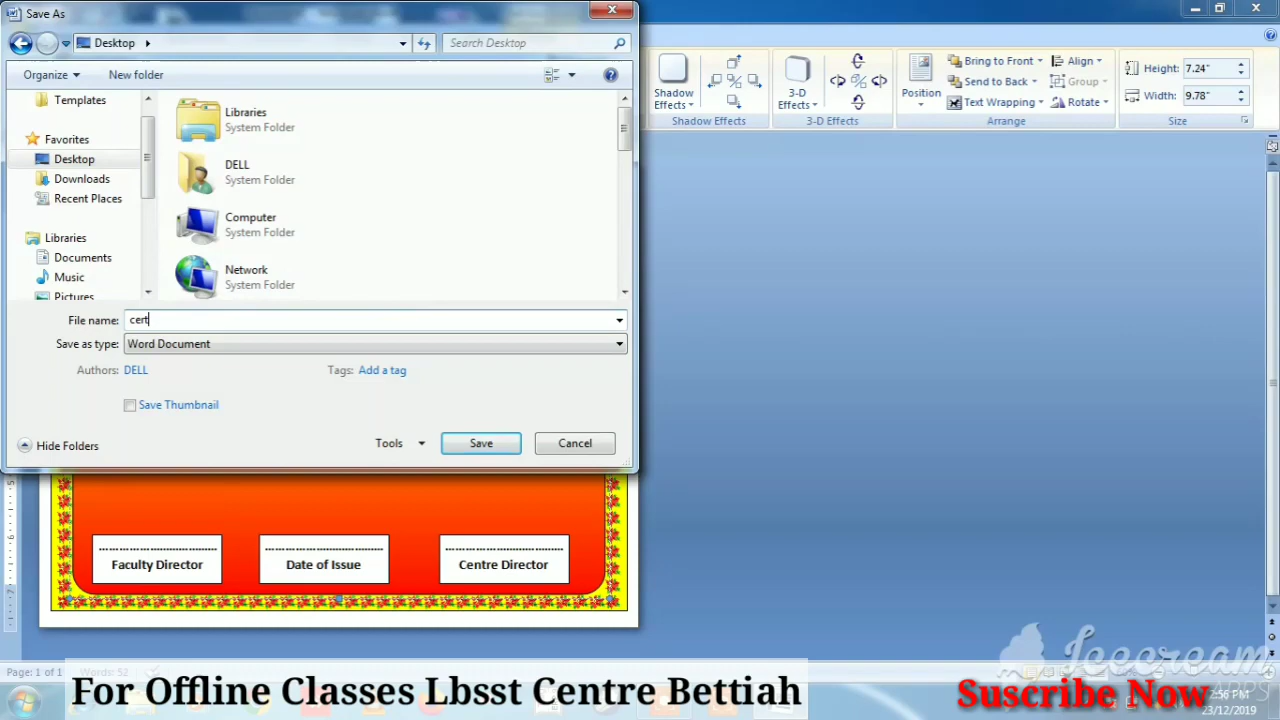 Save As
Desktop
Search Desktop
Organize
New folder
Templates
Favorites
Desktop
Downloads
Recent Places
Libraries
Documents
Music
Pictures
Libraries
System Folder
DELL
System Folder
Computer
System Folder
Network
System Folder
File name: cert
Save as type: Word Document
Authors: DELL
Tags: Add a tag
Save Thumbnail
Hide Folders
Tools
Save
Cancel
Shadow Effects
Shadow Effects
3-D Effects
3-D Effects
Position
Bring to Front
Send to Back
Text Wrapping
Align
Group
Rotate
Arrange
Height: 7.24"
Width: 9.78"
Size
Faculty Director
Date of Issue
Centre Director
Page: 1 of 1
Words: 52
For Offline Classes Lbsst Centre Bettiah
Suscribe Now
Icecream
APPS
2:56 PM
23/12/2019